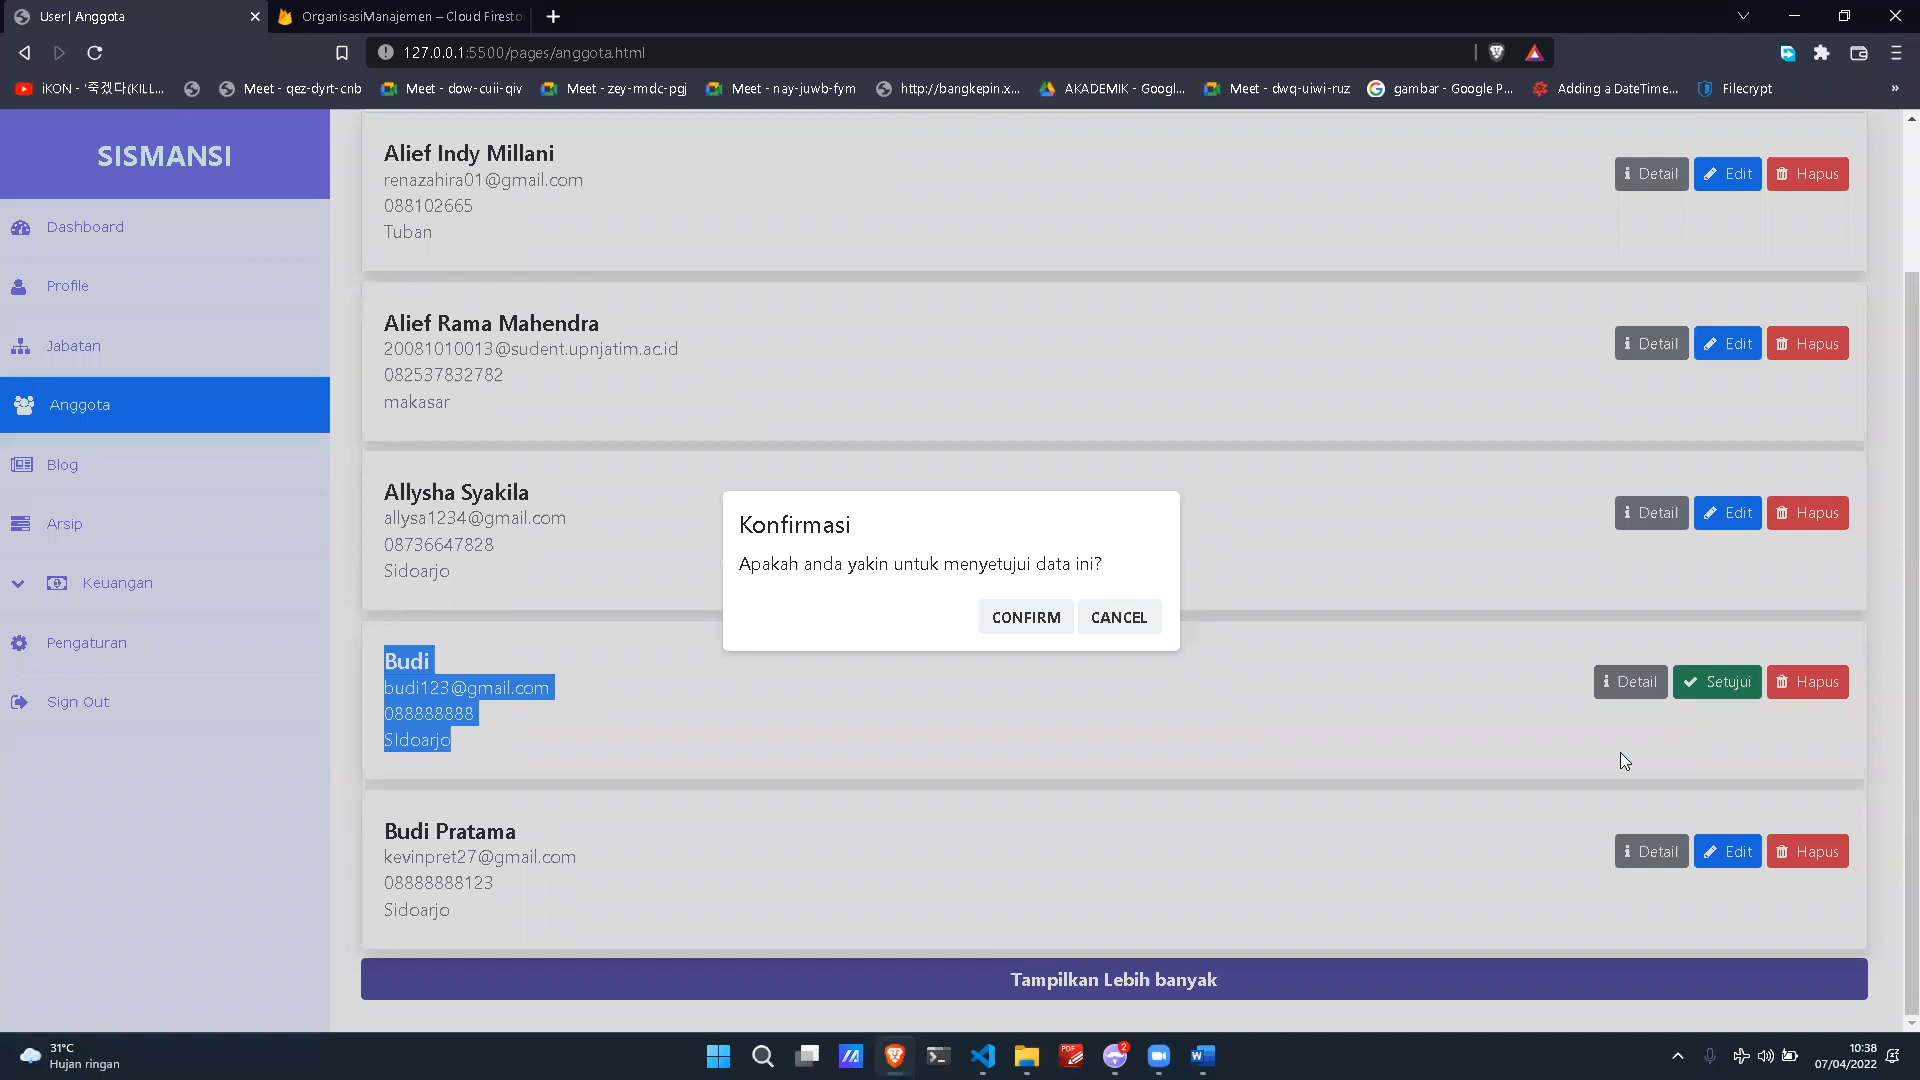 User | Anggota
OrganisasiManajemen – Cloud Firesto
127.0.0.1:5500/pages/anggota.html
iKON - '죽겠다(KILL...
Meet - qez-dyrt-cnb
Meet - dow-cuii-qiv
Meet - zey-rmdc-pgj
Meet - nay-juwb-fym
http://bangkepin.x...
AKADEMIK - Googl...
Meet - dwq-uiwi-ruz
gambar - Google P...
Adding a DateTime...
Filecrypt
»
SISMANSI
Dashboard
Profile
Jabatan
Anggota
Blog
Arsip
Keuangan
Pengaturan
Sign Out
Alief Indy Millani
renazahira01@gmail.com
088102665
Tuban
Detail Edit Hapus
Alief Rama Mahendra
20081010013@sudent.upnjatim.ac.id
082537832782
makasar
Detail Edit Hapus
Allysha Syakila
allysa1234@gmail.com
08736647828
Sidoarjo
Detail Edit Hapus
Konfirmasi
Apakah anda yakin untuk menyetujui data ini?
CONFIRM CANCEL
Budi
budi123@gmail.com
088888888
SIdoarjo
Detail Setujui Hapus
Budi Pratama
kevinpret27@gmail.com
08888888123
Sidoarjo
Detail Edit Hapus
Tampilkan Lebih banyak
31°C
Hujan ringan
PDF
2
W
10:38
07/04/2022